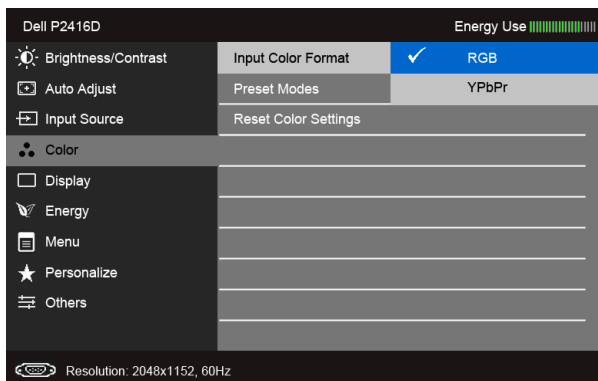 Dell P2416D Energy Use
Brightness/Contrast Input Color Format RGB
Auto Adjust Preset Modes YPbPr
Input Source Reset Color Settings
Color
Display
Energy
Menu
Personalize
Others
Resolution: 2048x1152, 60Hz